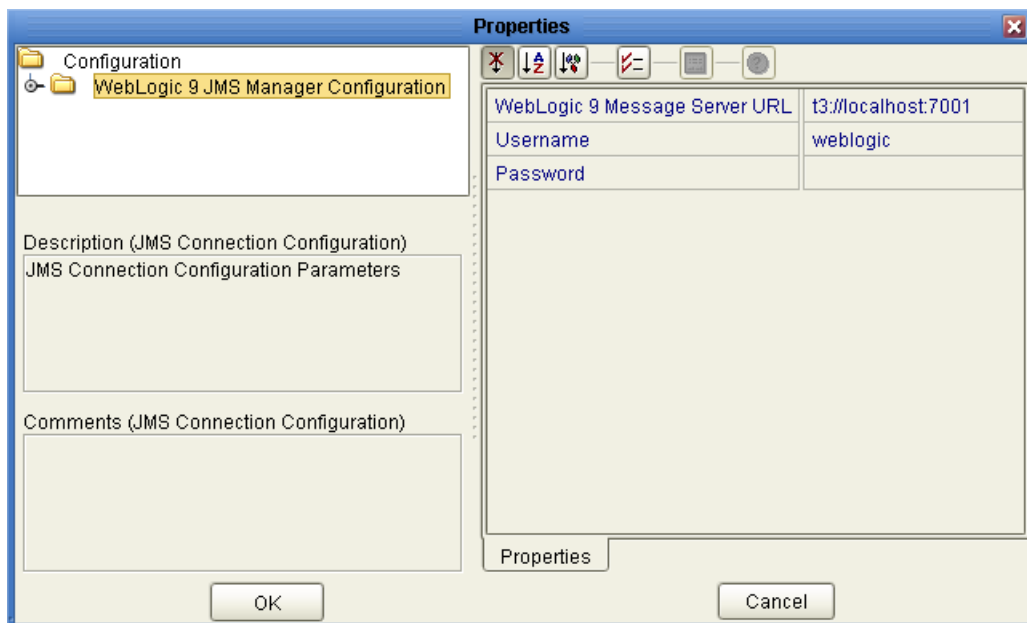 Properties
Configuration
WebLogic 9 JMS Manager Configuration
WebLogic 9 Message Server URL t3://localhost:7001
Username weblogic
Password
Description (JMS Connection Configuration)
JMS Connection Configuration Parameters
Comments (JMS Connection Configuration)
Properties
OK
Cancel